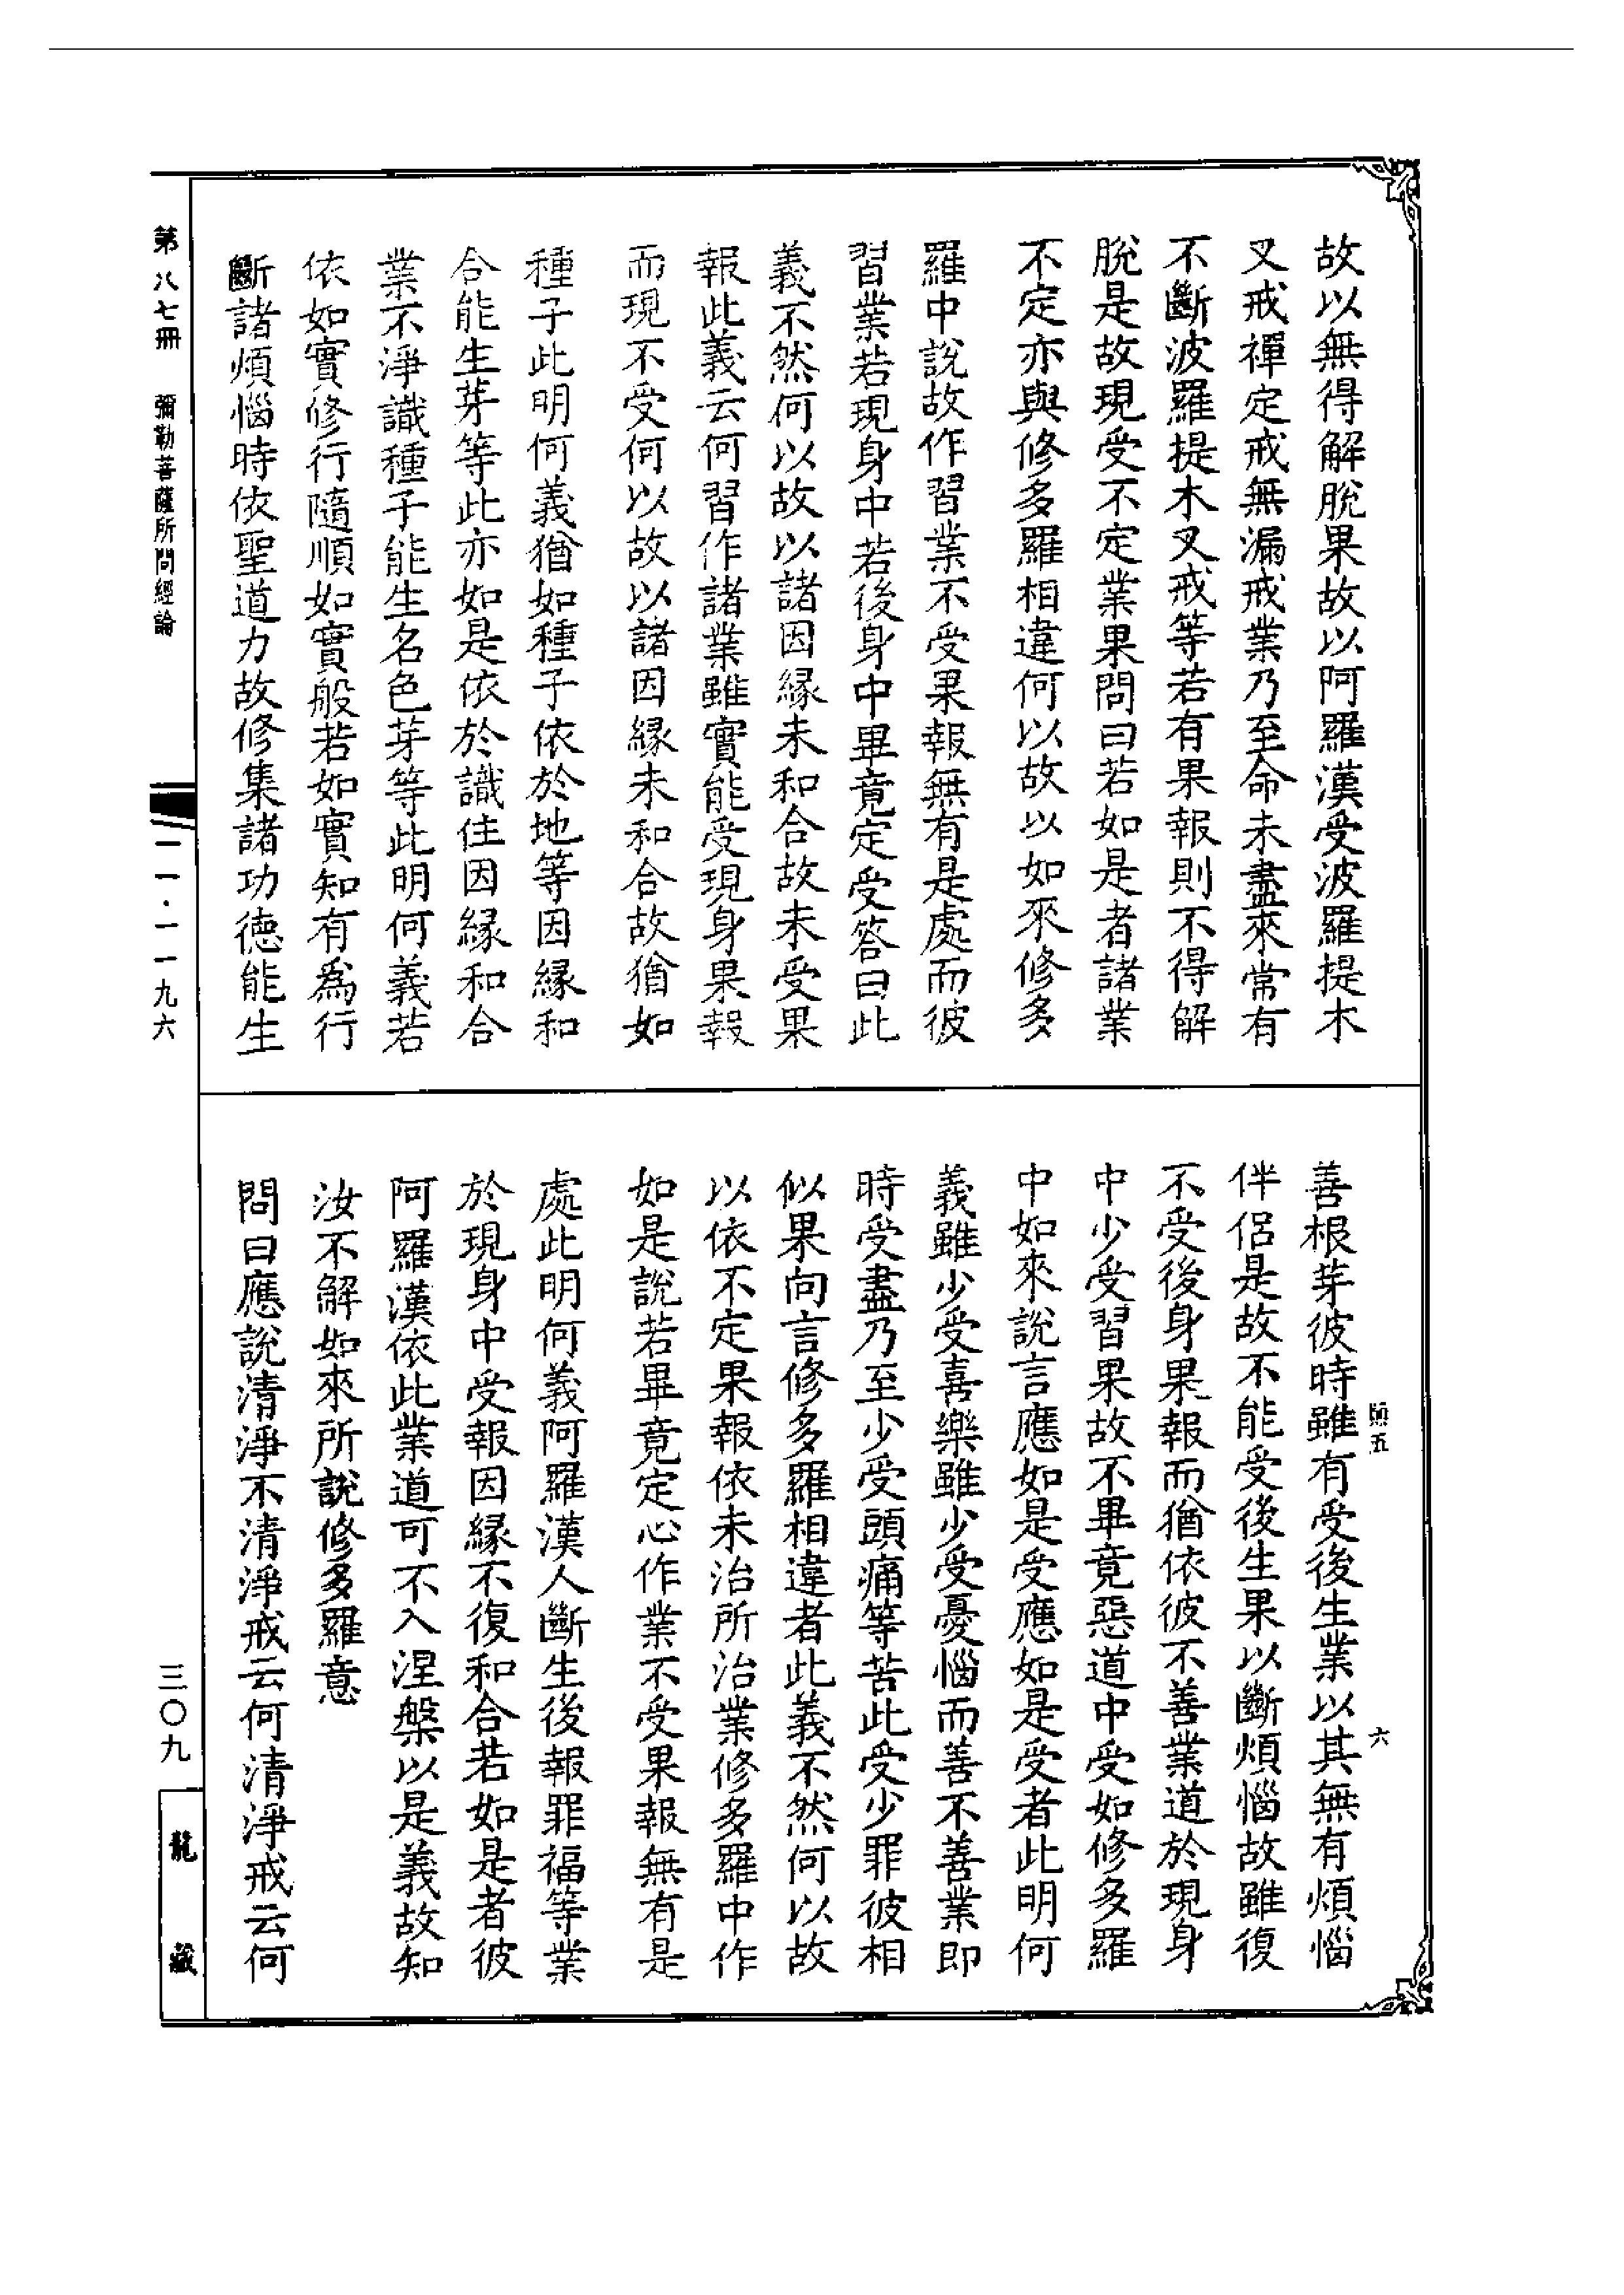 故以無得解脫果故以阿羅漢受波羅提木
叉戒禪定戒無漏戒業乃至命未盡來常有
不斷波羅提木叉戒等若有果報則不得解
脫是故現受不定業果問曰若如是者諸業
不定亦與修多羅相違何以故以如來修多
羅中說故作習業不受果報無有是處而彼
習業若現身中若後身中畢竟定受答曰此
義不然何以故以諸因緣未和合故未受果
報此義云何習作諸業雖實能受現身果報
而現不受何以故以諸因緣未和合故猶如
種子此明何義猶如種子依於地等因緣和
合能生芽等此亦如是依於識住因緣和合
業不淨識種子能生名色芽等此明何義若
依如實修行隨順如實般若如實知有為行
斷諸煩惱時依聖道力故修集諸功德能生
善根芽彼時雖有受後生業以其無有煩惱
伴侶是故不能受後生果以斷煩惱故雖復
不受後身果報而猶依彼不善業道於現身
中少受習果故不畢竟惡道中受如修多羅
中如來說言應如是受應如是受者此明何
義雖少受喜樂雖少受憂惱而善不善業即
時受盡乃至少受頭痛等苦此受少罪彼相
似果向言修多羅相違者此義不然何以故
以依不定果報依未治所治業修多羅中作
如是說若畢竟定心作業不受果報無有是
處此明何義阿羅漢人斷生後報罪福等業
於現身中受報因緣不復和合若如是者彼
阿羅漢依此業道可不入涅槃以是義故知
汝不解如來所說修多羅意
問曰應說清淨不清淨戒云何清淨戒云何
五
六
第八七冊 彌勒菩薩所問經論
一一·一一九六
三〇九
龍藏